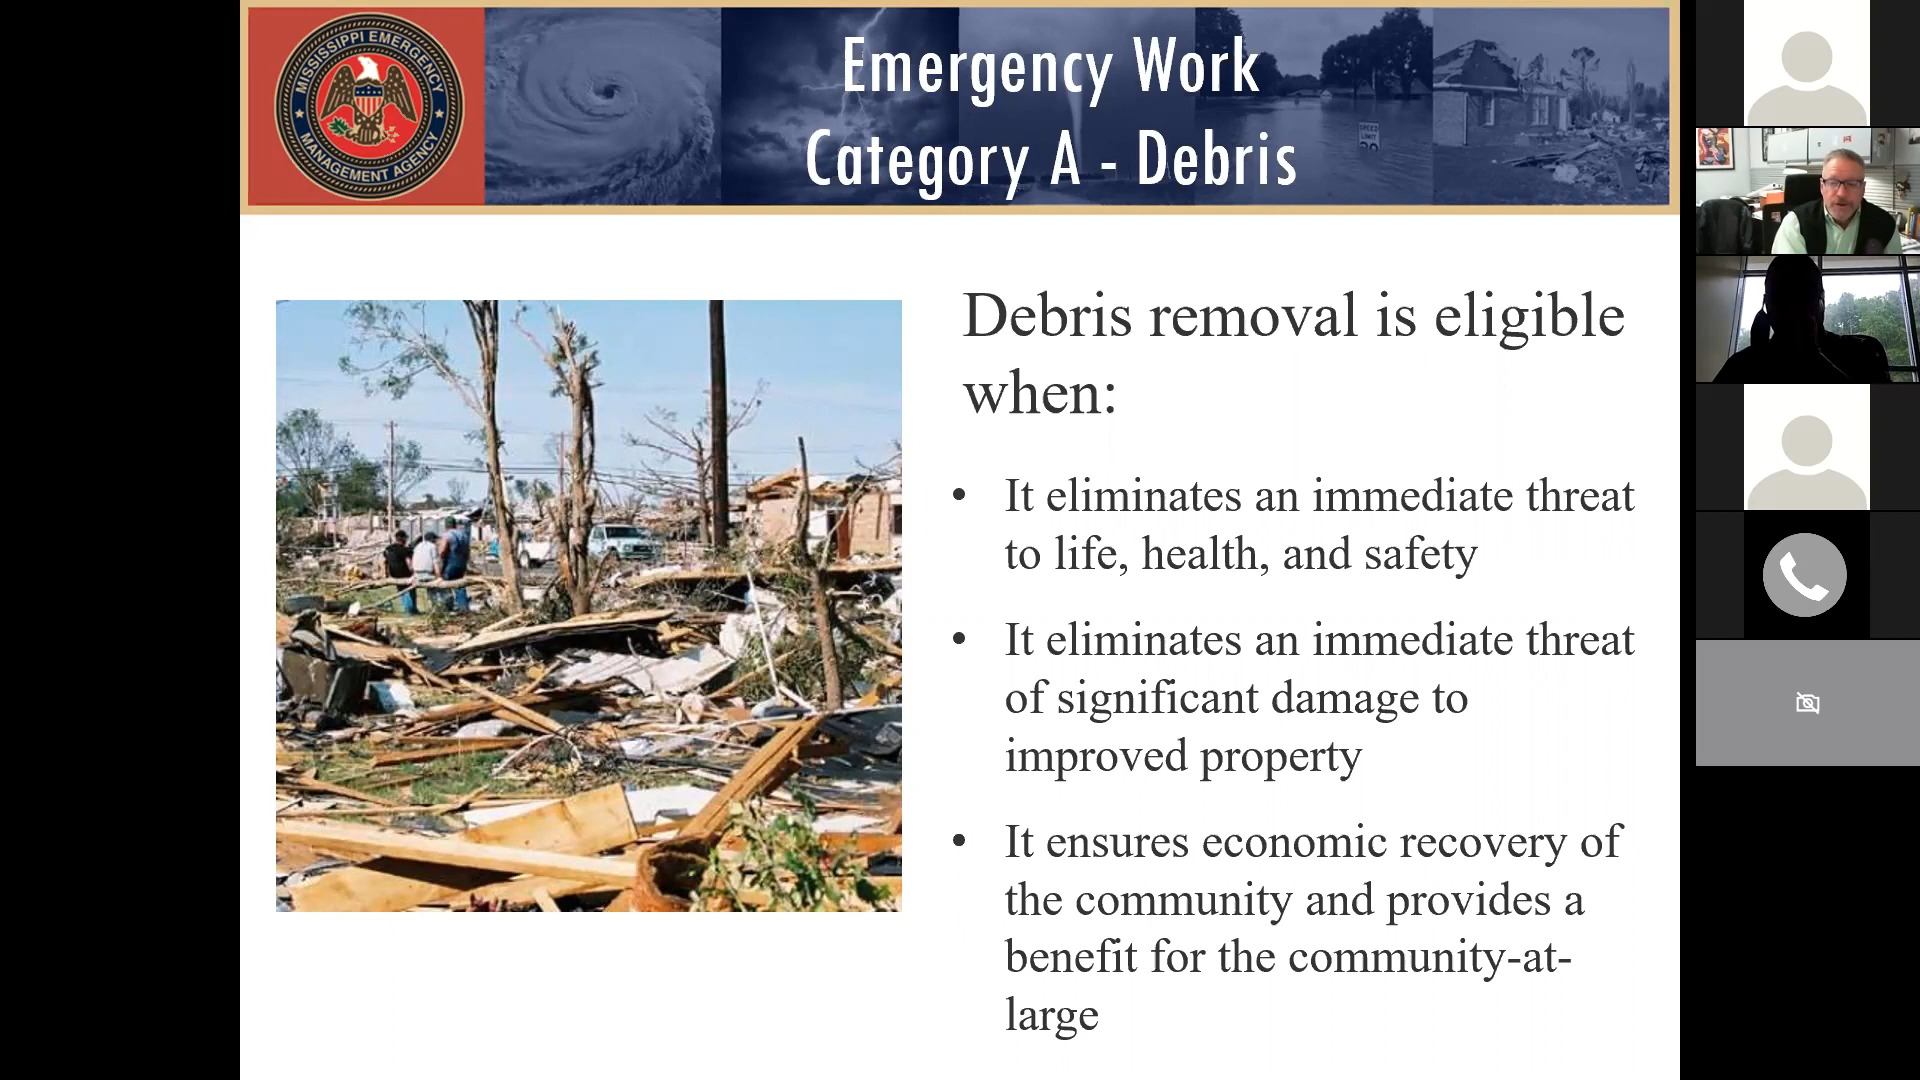 MISSISSIPPI EMERGENCY
MANAGEMENT AGENCY
Emergency Work
Category A - Debris
SPEED
LIMIT
Debris removal is eligible
when:
• It eliminates an immediate threat
to life, health, and safety
• It eliminates an immediate threat
of significant damage to
improved property
• It ensures economic recovery of
the community and provides a
benefit for the community-at-
large